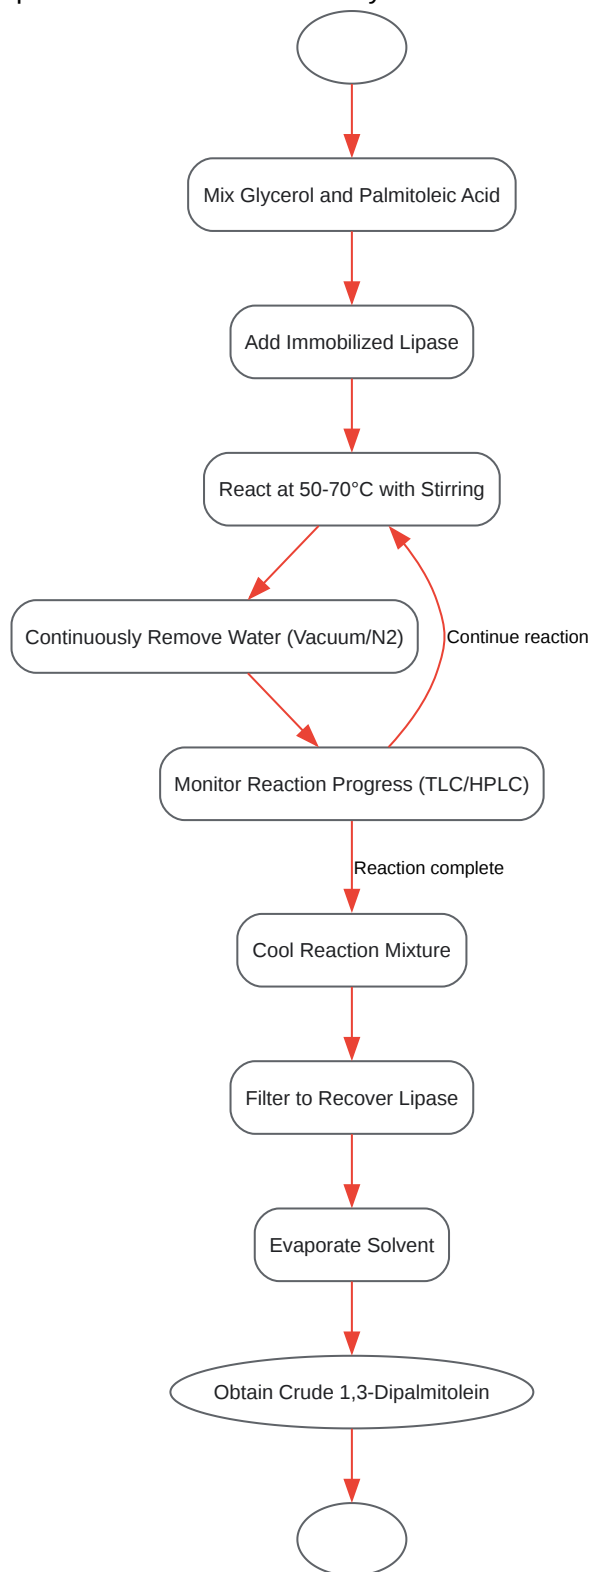 Mix Glycerol and Palmitoleic Acid
Add Immobilized Lipase
React at 50-70°C with Stirring
Continuously Remove Water (Vacuum/N2)
Continue reaction
Monitor Reaction Progress (TLC/HPLC)
Reaction complete
Cool Reaction Mixture
Filter to Recover Lipase
Evaporate Solvent
Obtain Crude 1,3-Dipalmitolein